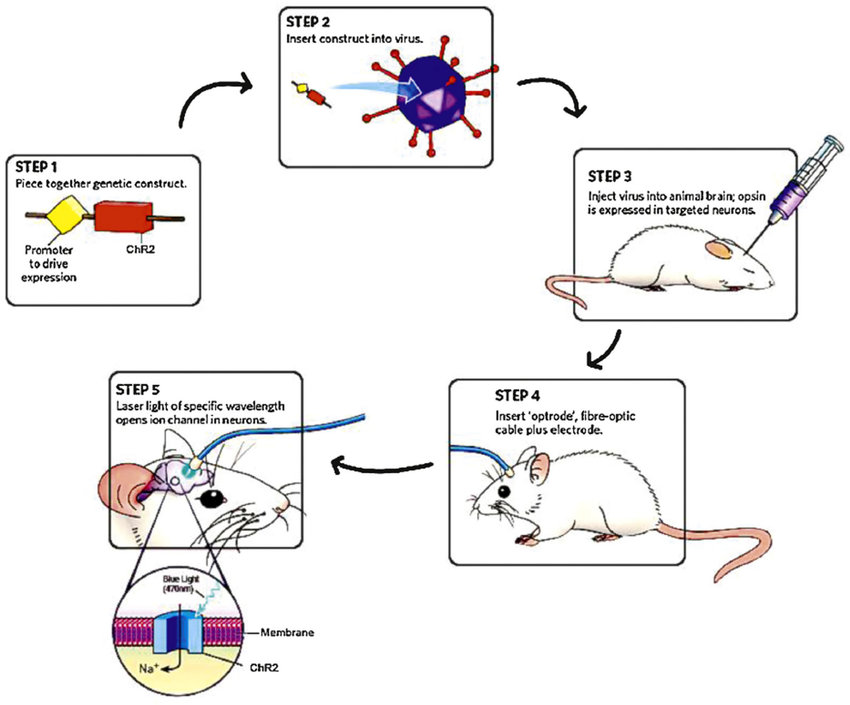 STEP 1
Piece together genetic construct.
Promoter
to drive
expression
ChR2
STEP 2
Insert construct into virus.
STEP 3
Inject virus into animal brain; opsin
is expressed in targeted neurons.
STEP 4
Insert 'optrode', fibre-optic
cable plus electrode.
STEP 5
Laser light of specific wavelength
opens ion channel in neurons.
Blue Light
(470nm)
Membrane
Na+
ChR2